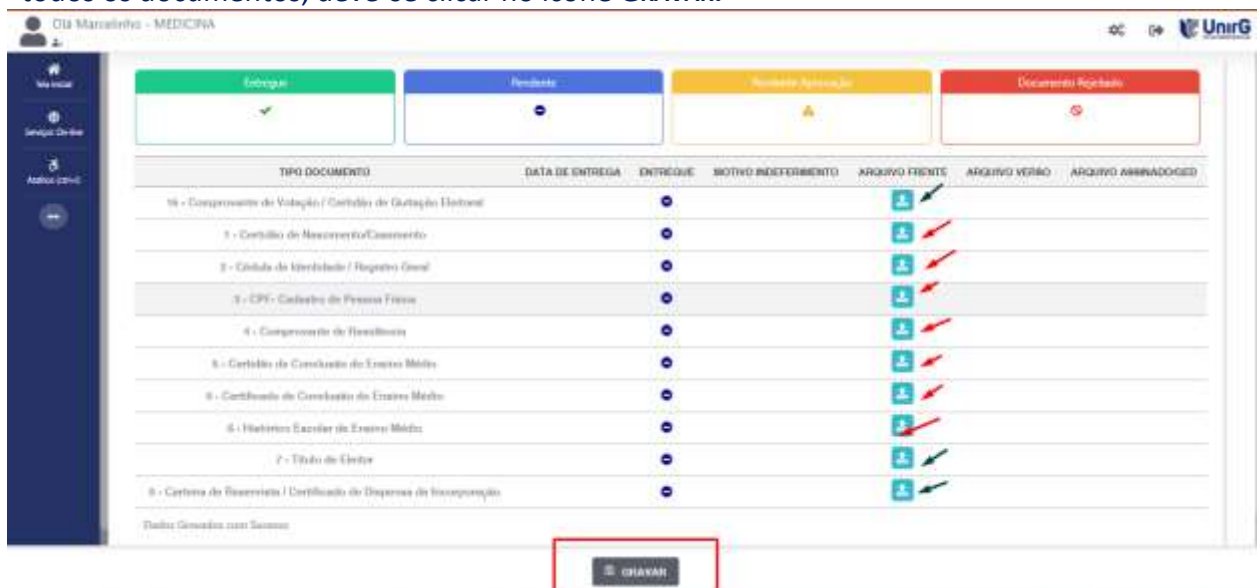 todos os documentos, deve se clicar no ícone GRAVAR.
Olá Marcelinho - MEDICINA
UnirG
Tela Inicial
Serviços On-line
Entregue
Pendente
Pendente Aprovação
Documento Rejeitado
TIPO DOCUMENTO DATA DE ENTREGA ENTREGUE MOTIVO INDEFERIMENTO ARQUIVO FRENTE ARQUIVO VERSO ARQUIVO ASSINADO/GED
16 - Comprovante de Votação / Certidão de Quitação Eleitoral
1 - Certidão de Nascimento/Casamento
2 - Cédula de Identidade / Registro Geral
3 - CPF - Cadastro de Pessoa Física
4 - Comprovante de Residência
5 - Certidão de Conclusão do Ensino Médio
5 - Certificado de Conclusão do Ensino Médio
6 - Histórico Escolar do Ensino Médio
7 - Título de Eleitor
8 - Carteira de Reservista / Certificado de Dispensa de Incorporação
Dados Gravados com Sucesso
GRAVAR